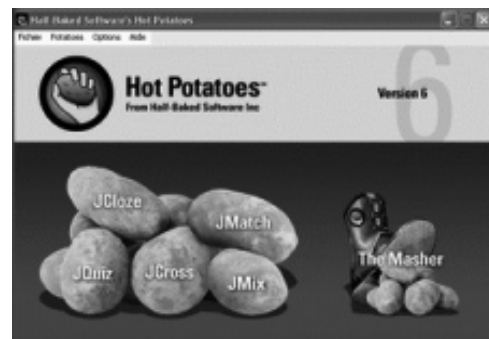 Half-Baked Software's Hot Potatoes
Fichier Potatoes Options Aide
Hot Potatoes™
From Half-Baked Software Inc
Version 6
6
JCloze
JMatch
JQuiz
JCross
JMix
The Masher